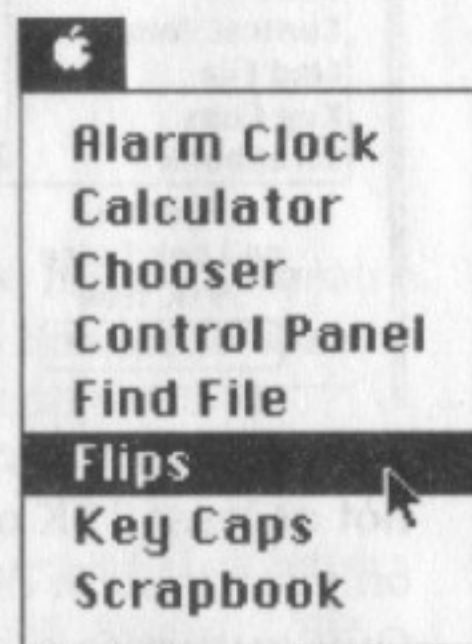 Alarm Clock
Calculator
Chooser
Control Panel
Find File
Flips
Key Caps
Scrapbook